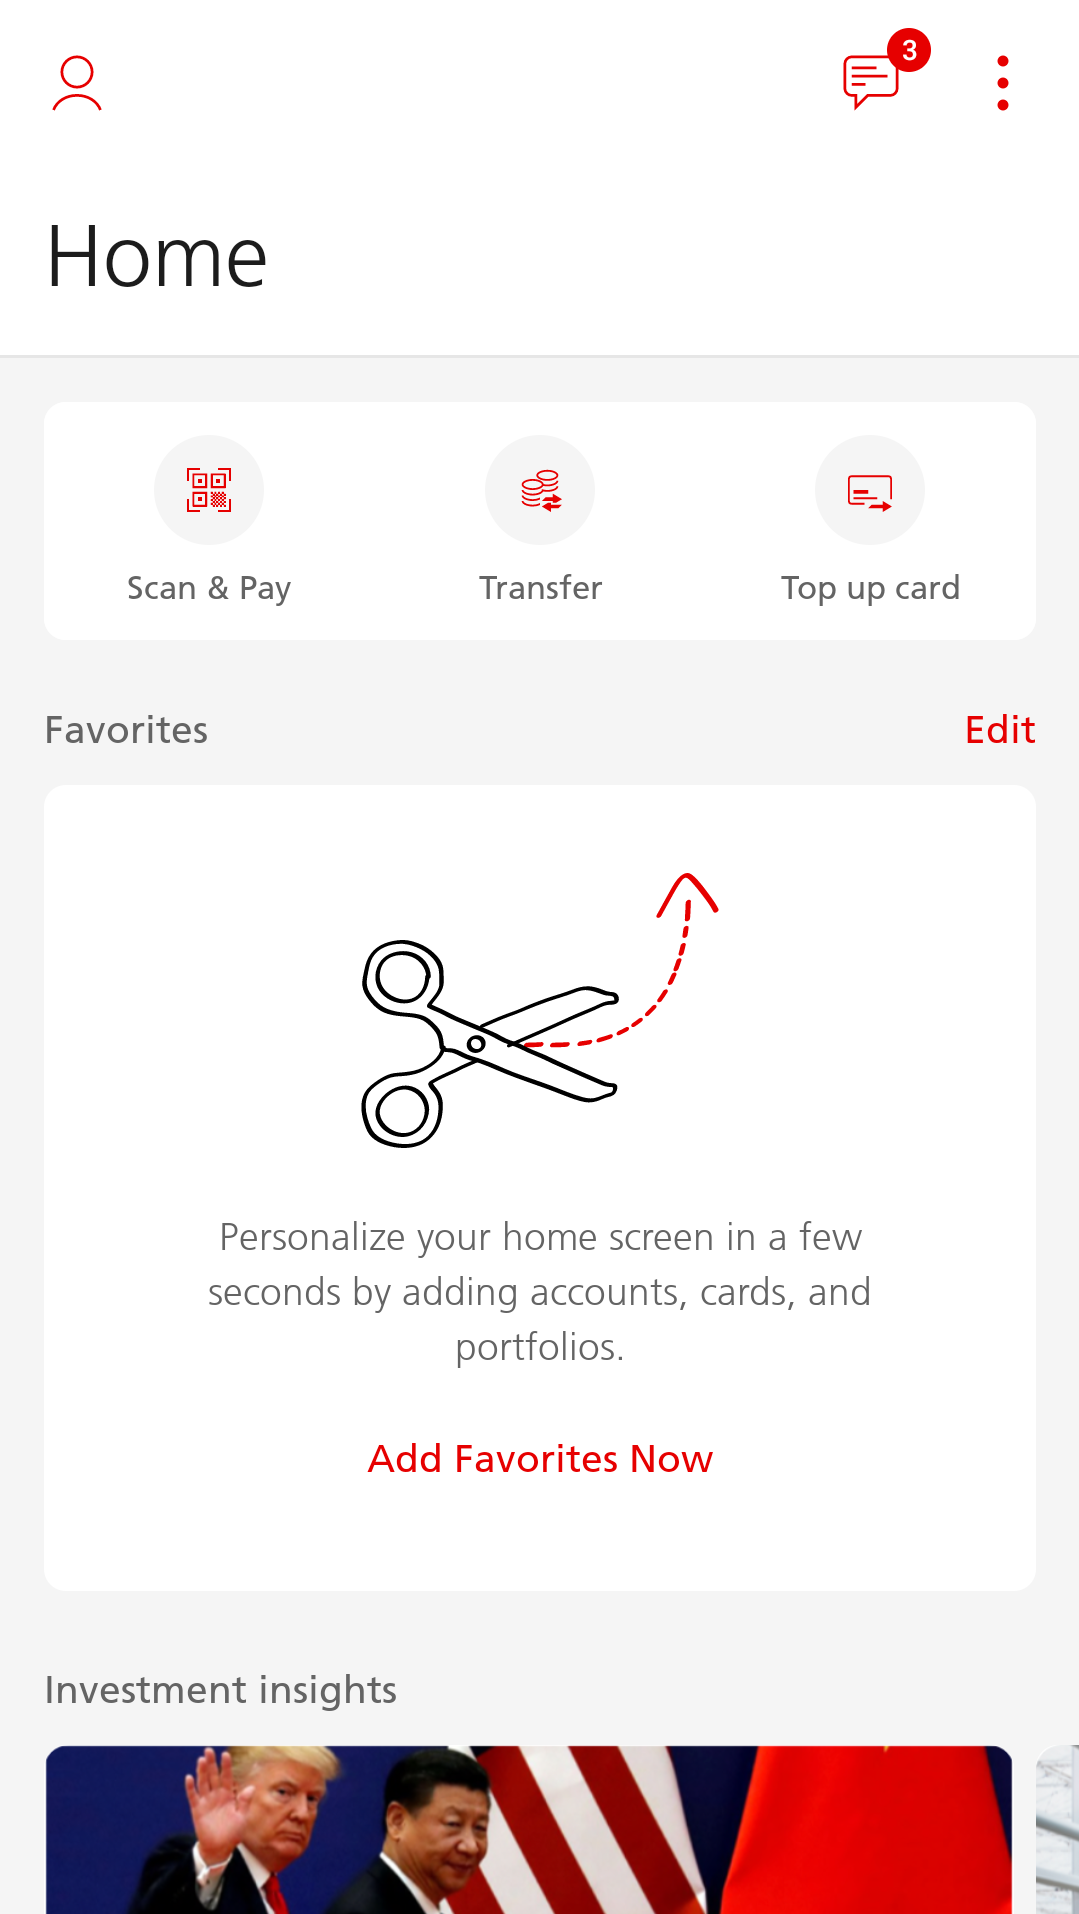 3
Home
Scan & Pay
Transfer
Top up card
Favorites
Edit
Personalize your home screen in a few
seconds by adding accounts, cards, and
portfolios.
Add Favorites Now
Investment insights